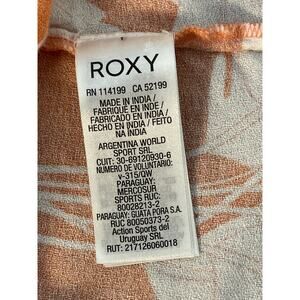 ROXY
RN 114199 CA 52199
MADE IN INDIA /
FABRIQUÉ EN INDE /
FABRICADO EN INDIA /
HECHO EN INDIA / FEITO
NA INDIA
ARGENTINA WORLD
SPORT SRL
CUIT: 30-69120930-6
NUMERO DE VOLUNTARIO:
v-315/QW
PARAGUAY:
MERCOSUR
SPORTS RUC:
80028213-2
PARAGUAY: GUATA PORA S.A.
RUC 80050373-2
Action Sports del
Uruguay SRL
RUT: 217126060018